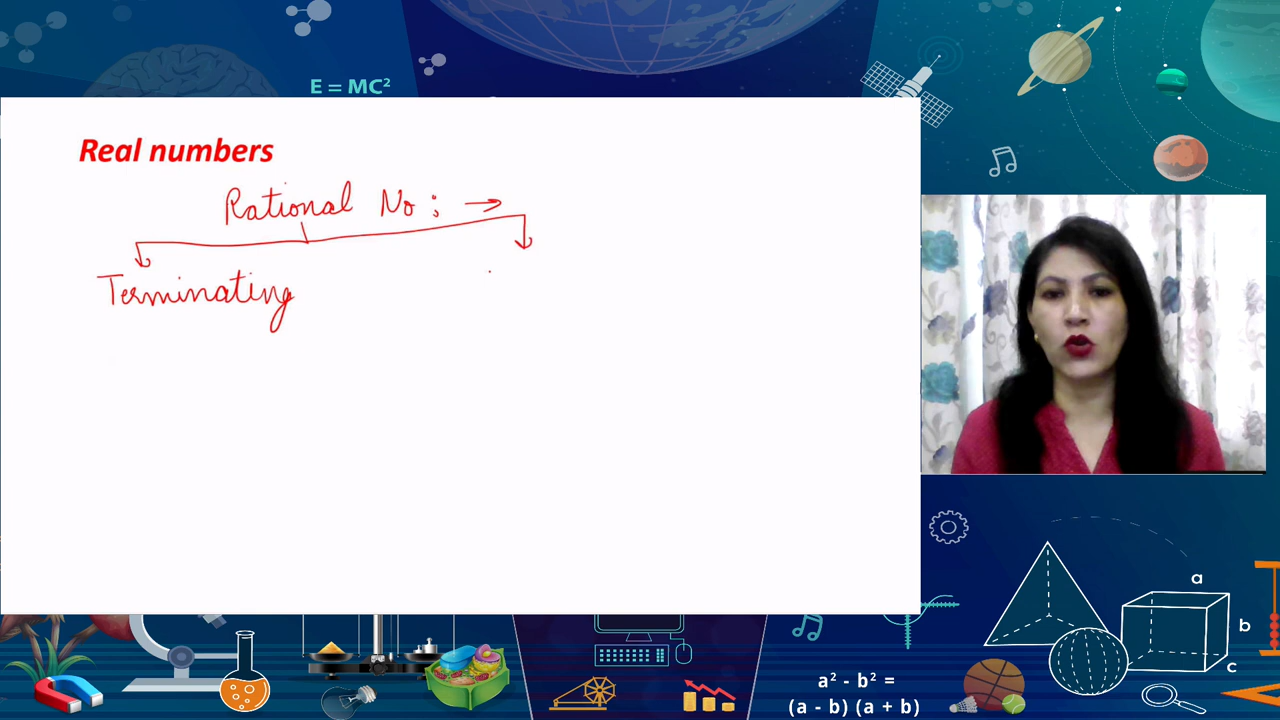 E = MC²
Real numbers
Rational No: →
Terminating
a
b
c
a² - b² =
(a - b) (a + b)